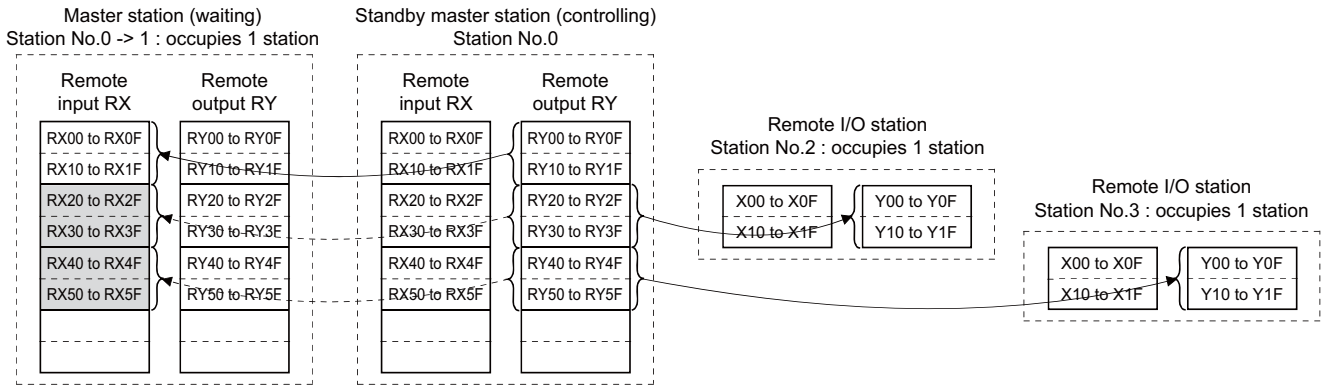 Master station (waiting)
Station No.0 -> 1 : occupies 1 station
Remote
input RX
Remote
output RY
RX00 to RX0F
RX10 to RX1F
RX20 to RX2F
RX30 to RX3F
RX40 to RX4F
RX50 to RX5F
RY00 to RY0F
RY10 to RY1F
RY20 to RY2F
RY30 to RY3F
RY40 to RY4F
RY50 to RY5F
Standby master station (controlling)
Station No.0
Remote
input RX
Remote
output RY
RX00 to RX0F
RX10 to RX1F
RX20 to RX2F
RX30 to RX3F
RX40 to RX4F
RX50 to RX5F
RY00 to RY0F
RY10 to RY1F
RY20 to RY2F
RY30 to RY3F
RY40 to RY4F
RY50 to RY5F
Remote I/O station
Station No.2 : occupies 1 station
X00 to X0F
X10 to X1F
Y00 to Y0F
Y10 to Y1F
Remote I/O station
Station No.3 : occupies 1 station
X00 to X0F
X10 to X1F
Y00 to Y0F
Y10 to Y1F